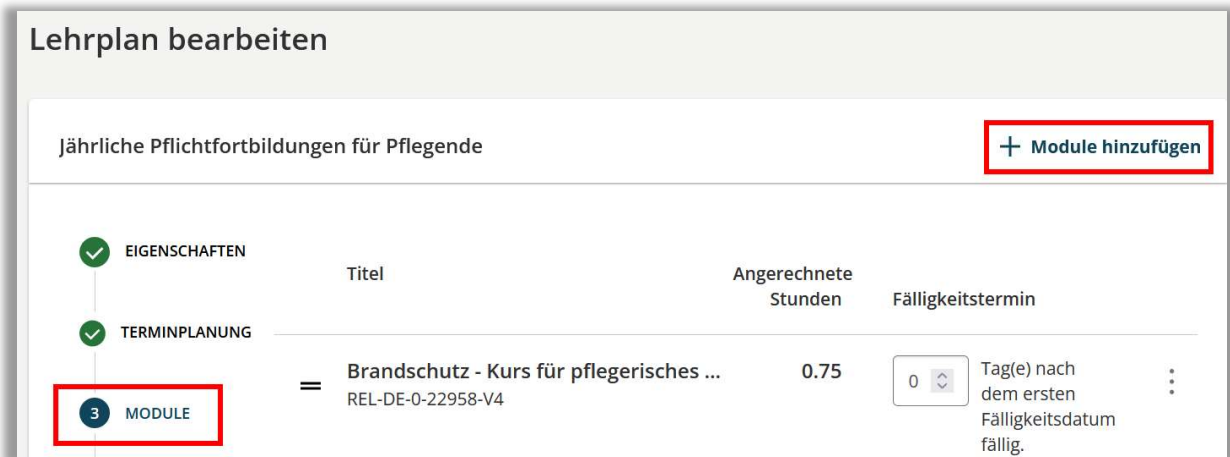 Lehrplan bearbeiten
Jährliche Pflichtfortbildungen für Pflegende
+ Module hinzufügen
EIGENSCHAFTEN
TERMINPLANUNG
3 MODULE
Titel
Angerechnete
Stunden
Fälligkeitstermin
Brandschutz - Kurs für pflegerisches ...
REL-DE-0-22958-V4
0.75
0
Tag(e) nach
dem ersten
Fälligkeitsdatum
fällig.